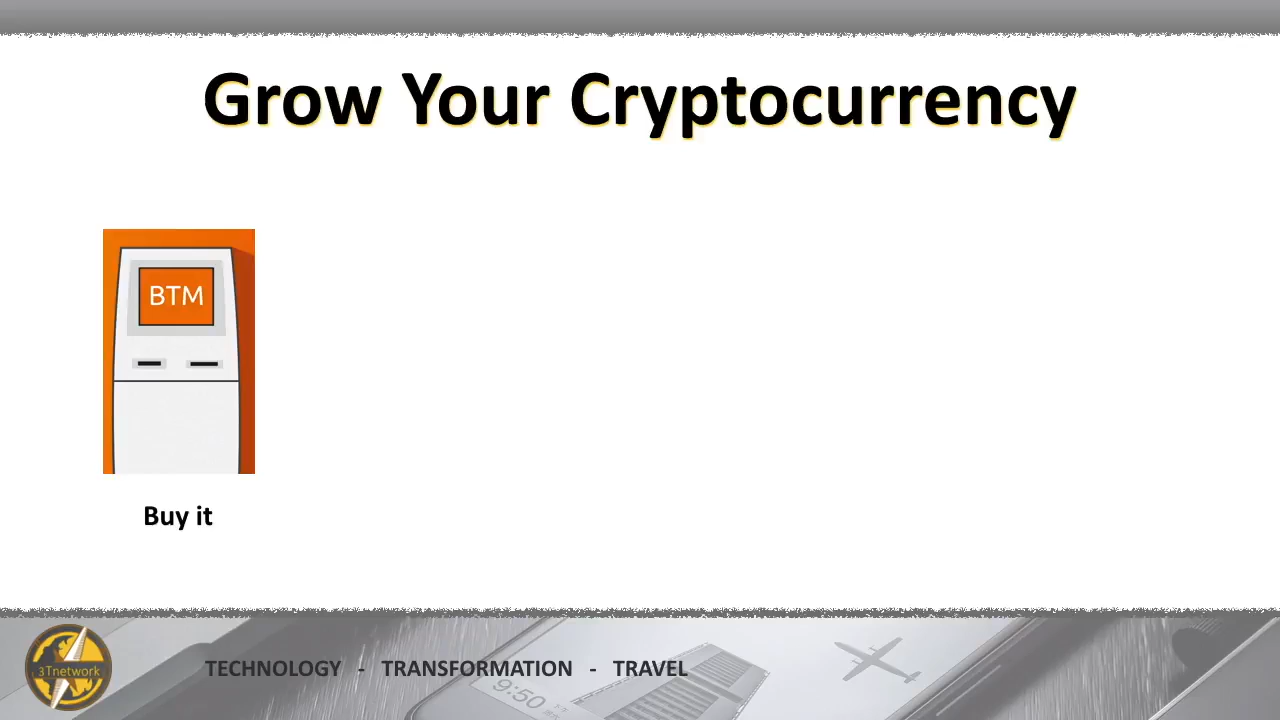 Grow Your Cryptocurrency
BTM
Buy it
3Tnetwork
TECHNOLOGY - TRANSFORMATION - TRAVEL
9:50